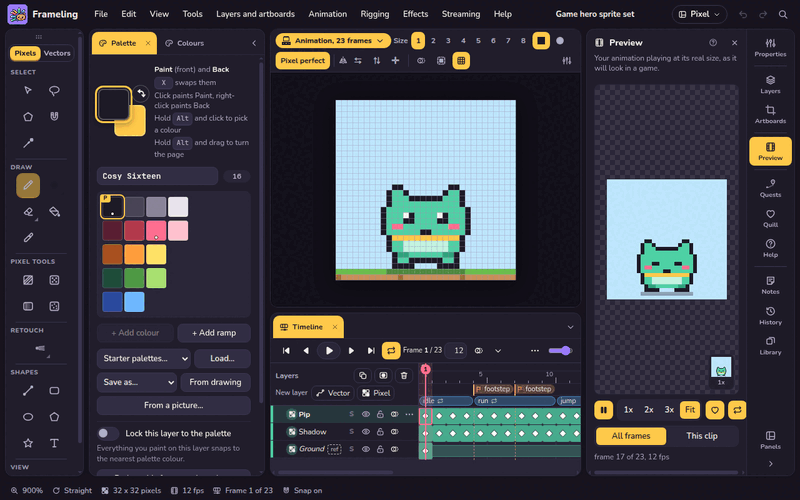 Frameling
File Edit View Tools Layers and artboards Animation Rigging Effects Streaming Help
Game hero sprite set
Pixel
Pixels Vectors
SELECT
DRAW
PIXEL TOOLS
RETOUCH
SHAPES
VIEW
Palette
Colours
Paint (front) and Back
X swaps them
Click paints Paint, right-
click paints Back
Hold Alt and click to pick
a colour
Hold Alt and drag to turn
the page
Cosy Sixteen 16
P
+ Add colour
+ Add ramp
Starter palettes...
Load...
Save as...
From drawing
From a picture...
Lock this layer to the palette
Everything you paint on this layer snaps to
the nearest palette colour.
Animation, 23 frames
Size 1 2 3 4 5 6 7 8
Pixel perfect
Timeline
Frame 1 / 23 12
Layers
New layer Vector Pixel
1 5 10
footstep footstep
idle run jump
Pip S
Shadow S
Ground ref S
Preview
Your animation playing at its real size, as it
will look in a game.
1x
1x 2x 3x Fit
All frames This clip
frame 17 of 23, 12 fps
Properties
Layers
Artboards
Preview
Quests
Quill
Help
Notes
History
Library
Panels
900% Straight 32 x 32 pixels 12 fps Frame 1 of 23 Snap on